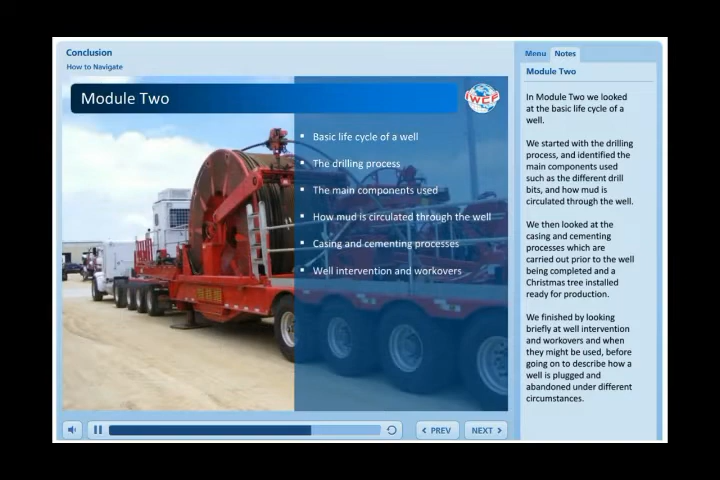 Conclusion
How to Navigate
Module Two
IWCF
Basic life cycle of a well
The drilling process
The main components used
How mud is circulated through the well
Casing and cementing processes
Well intervention and workovers
Menu Notes
Module Two
In Module Two we looked
at the basic life cycle of a
well.
We started with the drilling
process, and identified the
main components used
such as the different drill
bits, and how mud is
circulated through the well.
We then looked at the
casing and cementing
processes which are
carried out prior to the well
being completed and a
Christmas tree installed
ready for production.
We finished by looking
briefly at well intervention
and workovers and when
they might be used, before
going on to describe how a
well is plugged and
abandoned under different
circumstances.
PREV NEXT